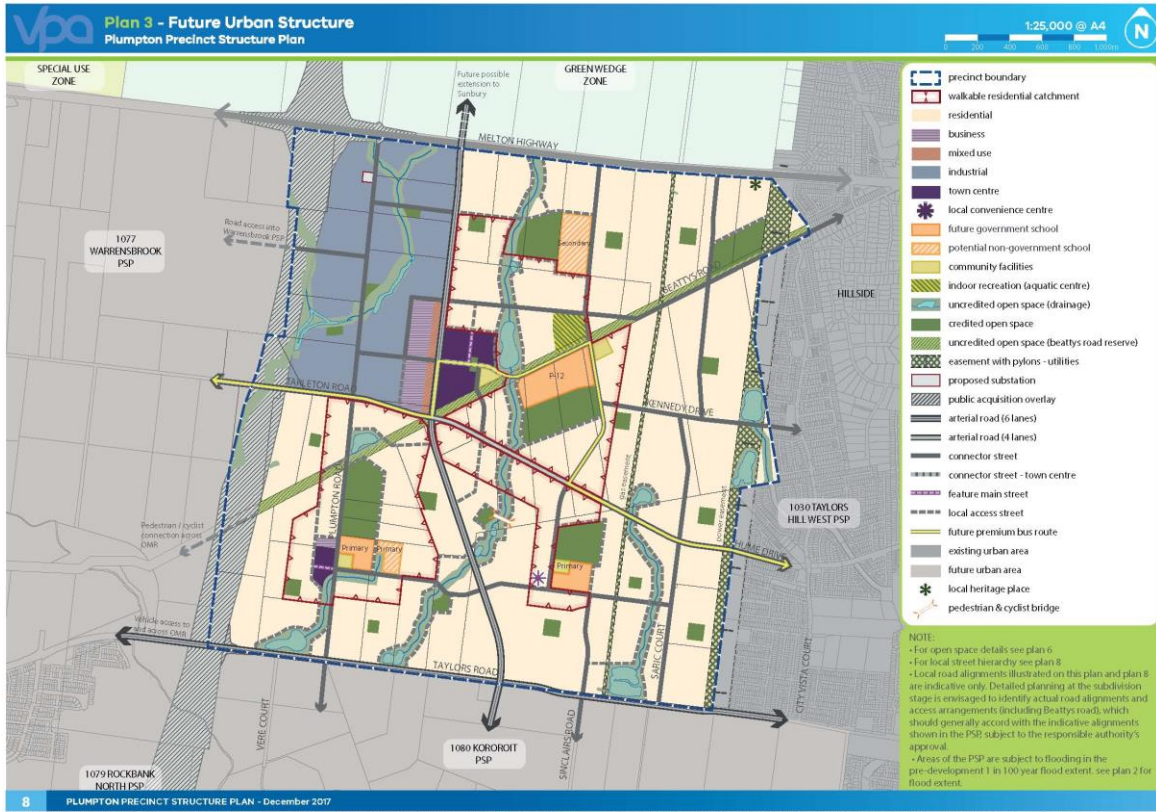 vpa
Plan 3 - Future Urban Structure
Plumpton Precinct Structure Plan
1:25,000 @ A4
0 200 400 600 800 1,000m
N
SPECIAL USE
ZONE
Future possible
extension to
Sunbury
GREEN WEDGE
ZONE
MELTON HIGHWAY
Road access into
Warrensbrook PSP
1077
WARRENSBROOK
PSP
Secondary
BEATTYS ROAD
HILLSIDE
P-12
TARLETON ROAD
KENNEDY DRIVE
PLUMPTON ROAD
Gas easement
power easement
Pedestrian / cyclist
connection across
OMR
1030 TAYLORS
HILL WEST PSP
HUME DRIVE
Primary
Primary
Primary
Vehicle access to
and across OMR
TAYLORS ROAD
SARIC COURT
CITY VISTA COURT
VERE COURT
SINCLAIRS ROAD
1080 KOROROIT
PSP
1079 ROCKBANK
NORTH PSP
precinct boundary
walkable residential catchment
residential
business
mixed use
industrial
town centre
local convenience centre
future government school
potential non-government school
community facilities
indoor recreation (aquatic centre)
uncredited open space (drainage)
credited open space
uncredited open space (beattys road reserve)
easement with pylons - utilities
proposed substation
public acquisition overlay
arterial road (6 lanes)
arterial road (4 lanes)
connector street
connector street - town centre
feature main street
local access street
future premium bus route
existing urban area
future urban area
local heritage place
pedestrian & cyclist bridge
NOTE:
• For open space details see plan 6
• For local street hierarchy see plan 8
• Local road alignments illustrated on this plan and plan 8
are indicative only. Detailed planning at the subdivision
stage is envisaged to identify actual road alignments and
access arrangements (including Beattys road), which
should generally accord with the indicative alignments
shown in the PSP, subject to the responsible authority's
approval.
• Areas of the PSP are subject to flooding in the
pre-development 1 in 100 year flood extent. see plan 2 for
flood extent.
8 PLUMPTON PRECINCT STRUCTURE PLAN - December 2017